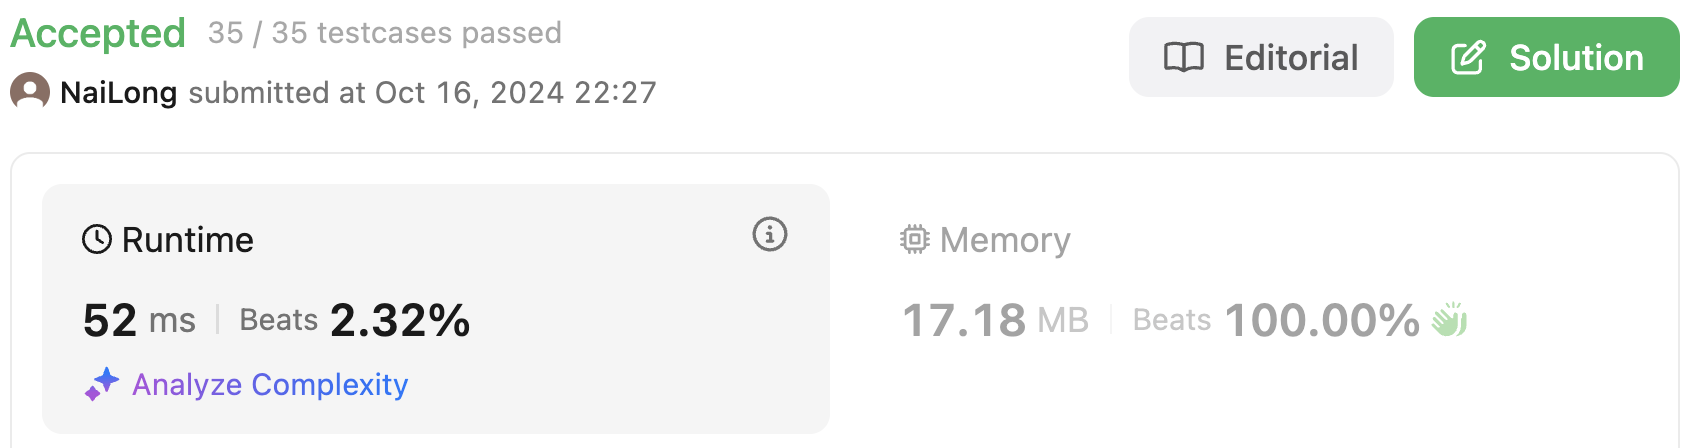 Accepted 35 / 35 testcases passed
Editorial
Solution
NaiLong submitted at Oct 16, 2024 22:27
Runtime
52 ms Beats 2.32%
Analyze Complexity
Memory
17.18 MB Beats 100.00%